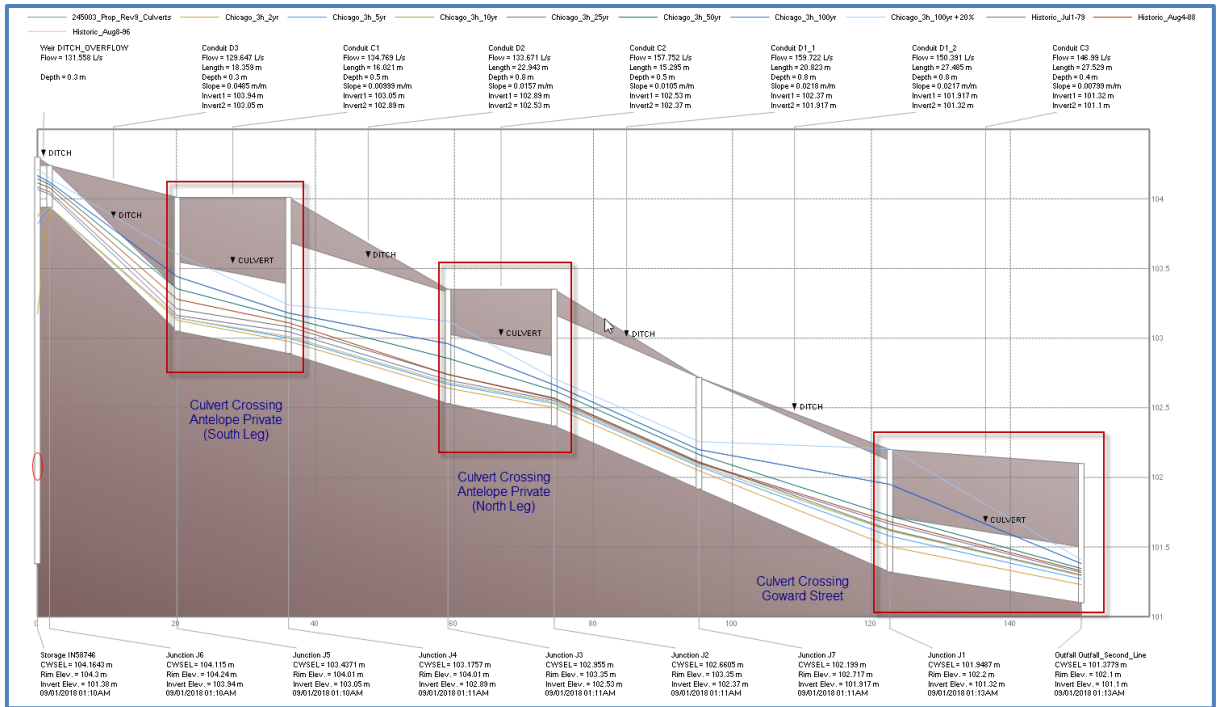 245003_Prop_Rev9_Culverts Chicago_3h_2yr Chicago_3h_5yr Chicago_3h_10yr Chicago_3h_25yr Chicago_3h_50yr Chicago_3h_100yr Chicago_3h_100yr +20% Historic_Jul1-79 Historic_Aug4-88
Historic_Aug8-96
Weir DITCH_OVERFLOW
Flow = 131.558 L/s
Depth = 0.3 m
Conduit D3
Flow = 129.647 L/s
Length = 18.359 m
Depth = 0.3 m
Slope = 0.0485 m/m
Invert1 = 103.94 m
Invert2 = 103.05 m
Conduit C1
Flow = 134.769 L/s
Length = 16.021 m
Depth = 0.5 m
Slope = 0.00999 m/m
Invert1 = 103.05 m
Invert2 = 102.89 m
Conduit D2
Flow = 133.671 L/s
Length = 22.943 m
Depth = 0.8 m
Slope = 0.0157 m/m
Invert1 = 102.89 m
Invert2 = 102.53 m
Conduit C2
Flow = 157.752 L/s
Length = 15.295 m
Depth = 0.5 m
Slope = 0.0105 m/m
Invert1 = 102.53 m
Invert2 = 102.37 m
Conduit D1_1
Flow = 159.722 L/s
Length = 20.823 m
Depth = 0.8 m
Slope = 0.0218 m/m
Invert1 = 102.37 m
Invert2 = 101.917 m
Conduit D1_2
Flow = 150.391 L/s
Length = 27.485 m
Depth = 0.8 m
Slope = 0.0217 m/m
Invert1 = 101.917 m
Invert2 = 101.32 m
Conduit C3
Flow = 146.99 L/s
Length = 27.529 m
Depth = 0.4 m
Slope = 0.00799 m/m
Invert1 = 101.32 m
Invert2 = 101.1 m
DITCH
DITCH
CULVERT
DITCH
CULVERT
DITCH
DITCH
CULVERT
104
103.5
103
102.5
102
101.5
101
Culvert Crossing
Antelope Private
(South Leg)
Culvert Crossing
Antelope Private
(North Leg)
Culvert Crossing
Goward Street
0 20 40 60 80 100 120 140
Storage IN58746
CWSEL = 104.1643 m
Rim Elev. = 104.3 m
Invert Elev. = 101.38 m
09/01/2018 01:10AM
Junction J6
CWSEL = 104.115 m
Rim Elev. = 104.24 m
Invert Elev. = 103.94 m
09/01/2018 01:10AM
Junction J5
CWSEL = 103.4371 m
Rim Elev. = 104.01 m
Invert Elev. = 103.05 m
09/01/2018 01:10AM
Junction J4
CWSEL = 103.1757 m
Rim Elev. = 104.01 m
Invert Elev. = 102.89 m
09/01/2018 01:11AM
Junction J3
CWSEL = 102.955 m
Rim Elev. = 103.35 m
Invert Elev. = 102.53 m
09/01/2018 01:11AM
Junction J2
CWSEL = 102.6605 m
Rim Elev. = 103.35 m
Invert Elev. = 102.37 m
09/01/2018 01:11AM
Junction J7
CWSEL = 102.199 m
Rim Elev. = 102.717 m
Invert Elev. = 101.917 m
09/01/2018 01:11AM
Junction J1
CWSEL = 101.9487 m
Rim Elev. = 102.2 m
Invert Elev. = 101.32 m
09/01/2018 01:13AM
Outfall Outfall_Second_Line
CWSEL = 101.3779 m
Rim Elev. = 102.1 m
Invert Elev. = 101.1 m
09/01/2018 01:13AM